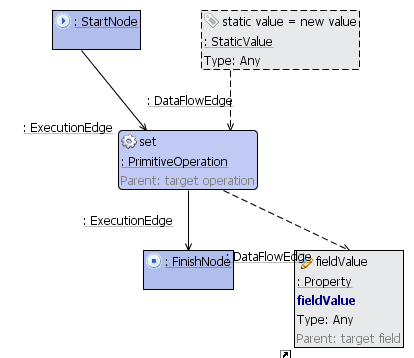 : StartNode
static value = new value
: StaticValue
Type: Any
: DataFlowEdge
: ExecutionEdge
set
: PrimitiveOperation
Parent: target operation
: ExecutionEdge
: FinishNode
: DataFlowEdge
fieldValue
: Property
fieldValue
Type: Any
Parent: target field